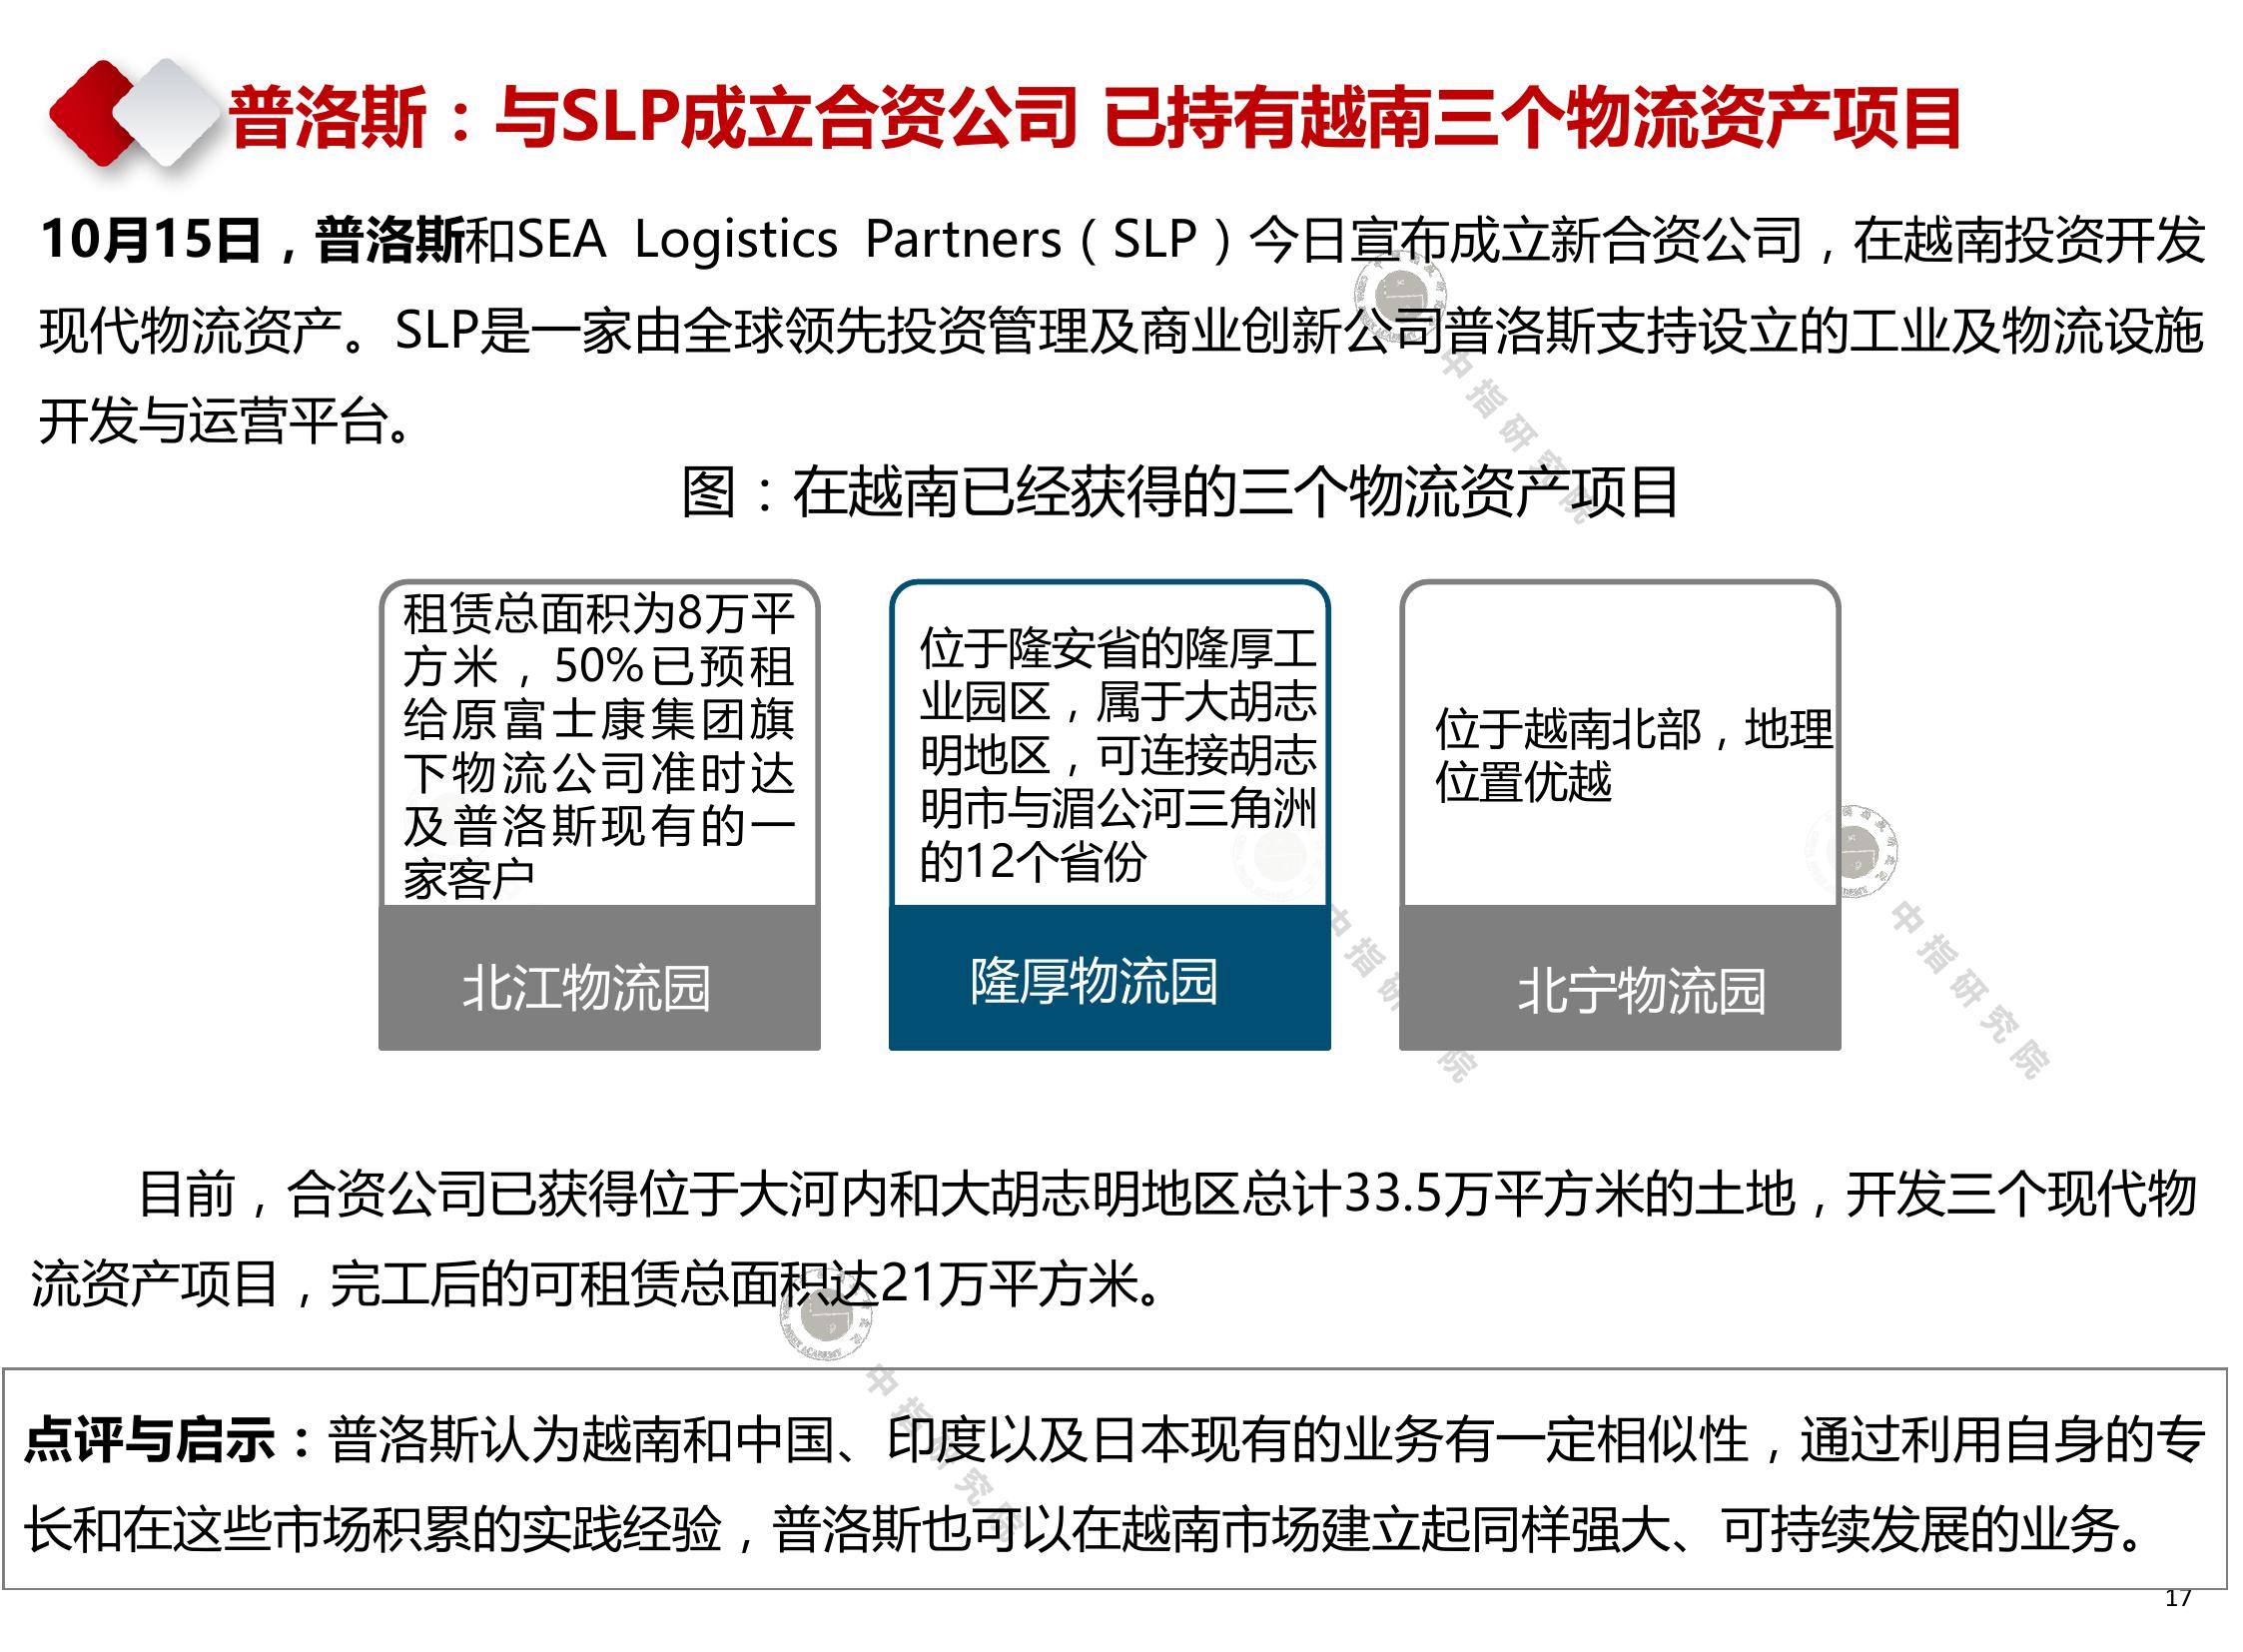 普洛斯：与SLP成立合资公司 已持有越南三个物流资产项目
10月15日，普洛斯和SEA Logistics Partners（SLP）今日宣布成立新合资公司，在越南投资开发
现代物流资产。SLP是一家由全球领先投资管理及商业创新公司普洛斯支持设立的工业及物流设施
开发与运营平台。
图：在越南已经获得的三个物流资产项目
租赁总面积为8万平
方米，50%已预租
给原富士康集团旗
下物流公司准时达
及普洛斯现有的一
家客户
北江物流园
位于隆安省的隆厚工
业园区，属于大胡志
明地区，可连接胡志
明市与湄公河三角洲
的12个省份
隆厚物流园
位于越南北部，地理
位置优越
北宁物流园
目前，合资公司已获得位于大河内和大胡志明地区总计33.5万平方米的土地，开发三个现代物
流资产项目，完工后的可租赁总面积达21万平方米。
点评与启示：普洛斯认为越南和中国、印度以及日本现有的业务有一定相似性，通过利用自身的专
长和在这些市场积累的实践经验，普洛斯也可以在越南市场建立起同样强大、可持续发展的业务。
17
中指研究院
中指研究院
中指研究院